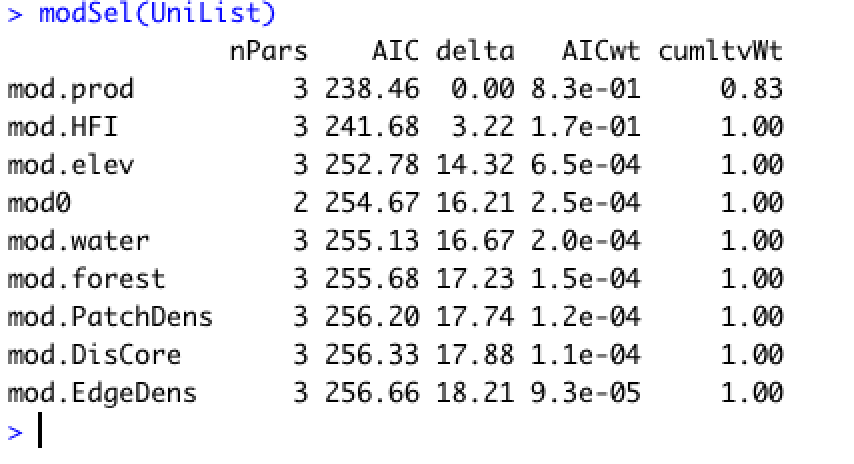 > modSel(UniList)
nPars AIC delta AICwt cumltvWt
mod.prod 3 238.46 0.00 8.3e-01 0.83
mod.HFI 3 241.68 3.22 1.7e-01 1.00
mod.elev 3 252.78 14.32 6.5e-04 1.00
mod0 2 254.67 16.21 2.5e-04 1.00
mod.water 3 255.13 16.67 2.0e-04 1.00
mod.forest 3 255.68 17.23 1.5e-04 1.00
mod.PatchDens 3 256.20 17.74 1.2e-04 1.00
mod.DisCore 3 256.33 17.88 1.1e-04 1.00
mod.EdgeDens 3 256.66 18.21 9.3e-05 1.00
>